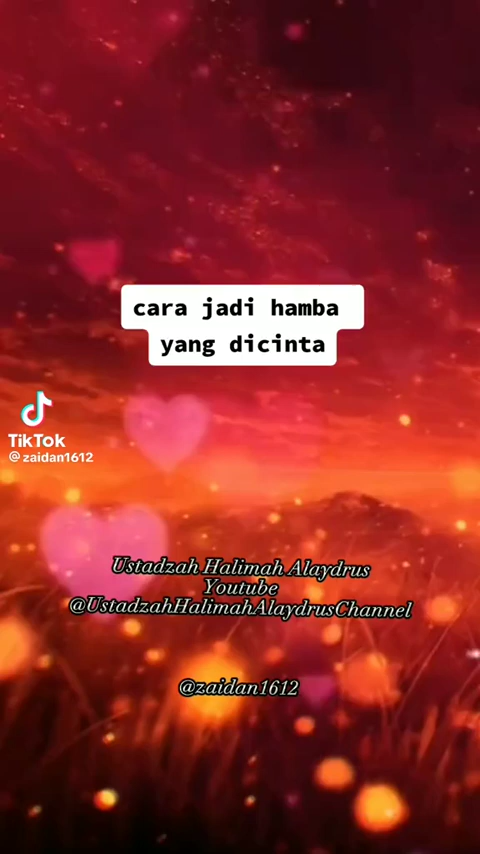 cara jadi hamba
yang dicinta
TikTok
@zaidan1612
Ustadzah Halimah Alaydrus
Youtube
@UstadzahHalimahAlaydrusChannel
@zaidan1612